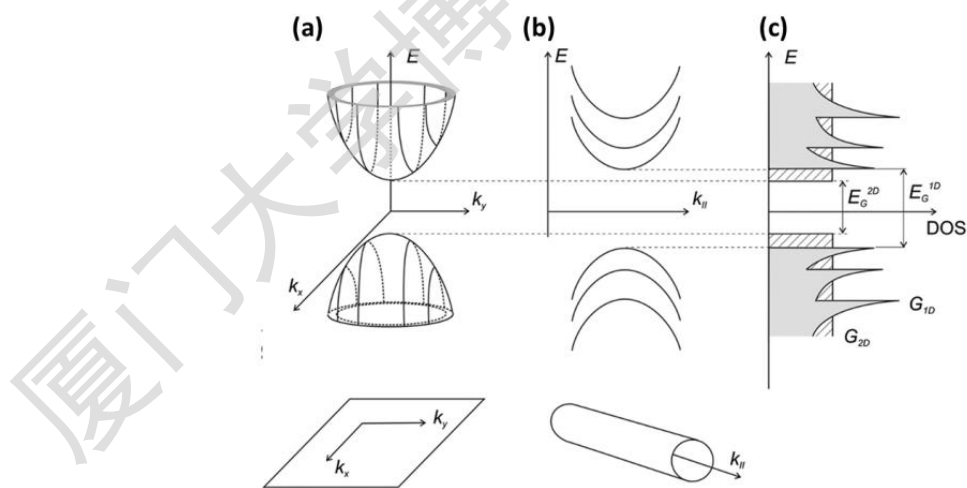 (a)
(b)
(c)
E
E
E
k_y
k_x
k_//
E_G^2D
E_G^1D
DOS
G_1D
G_2D
k_y
k_x
k_//
厦门大学博